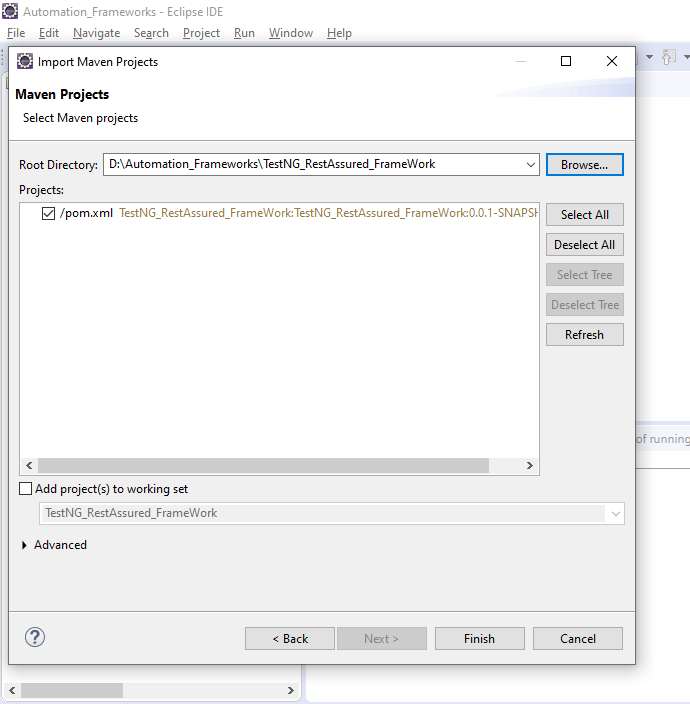 Automation_Frameworks - Eclipse IDE
File Edit Navigate Search Project Run Window Help
Import Maven Projects
Maven Projects
Select Maven projects
Root Directory: D:\Automation_Frameworks\TestNG_RestAssured_FrameWork Browse...
Projects:
/pom.xml TestNG_RestAssured_FrameWork:TestNG_RestAssured_FrameWork:0.0.1-SNAPSH
Select All
Deselect All
Select Tree
Deselect Tree
Refresh
of running
Add project(s) to working set
TestNG_RestAssured_FrameWork
Advanced
? < Back Next > Finish Cancel